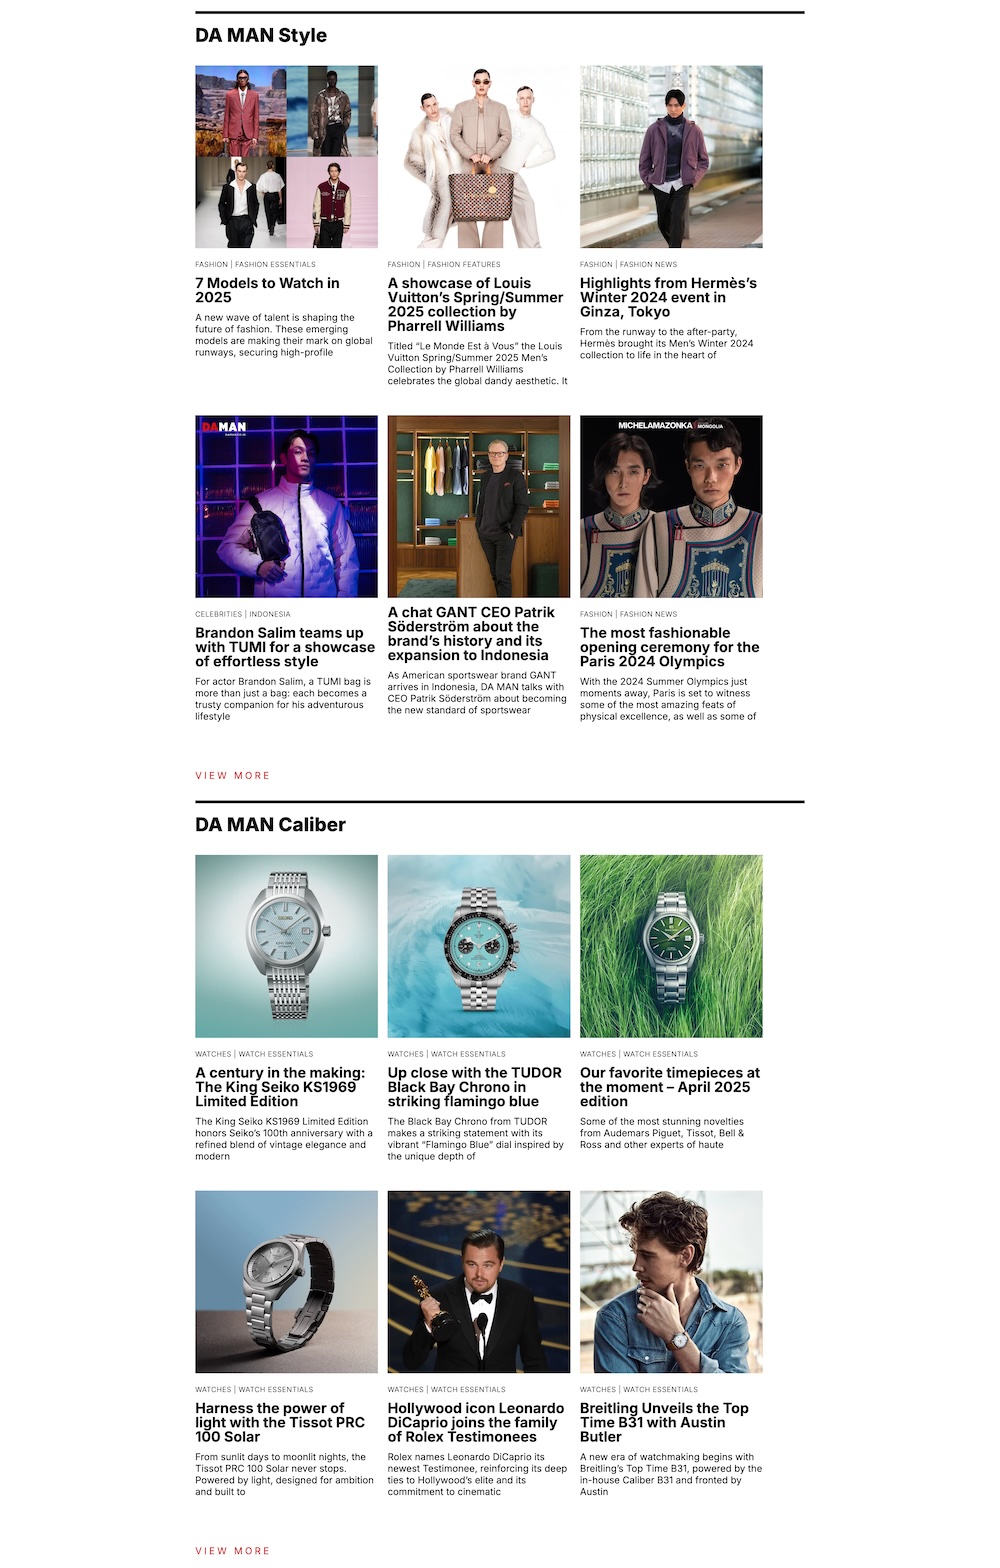 DA MAN Style
FASHION | FASHION ESSENTIALS
7 Models to Watch in
2025
A new wave of talent is shaping the
future of fashion. These emerging
models are making their mark on global
runways, securing high-profile
FASHION | FASHION FEATURES
A showcase of Louis
Vuitton’s Spring/Summer
2025 collection by
Pharrell Williams
Titled “Le Monde Est à Vous” the Louis
Vuitton Spring/Summer 2025 Men’s
Collection by Pharrell Williams
celebrates the global dandy aesthetic. It
FASHION | FASHION NEWS
Highlights from Hermès’s
Winter 2024 event in
Ginza, Tokyo
From the runway to the after-party,
Hermès brought its Men’s Winter 2024
collection to life in the heart of
DAMAN
CELEBRITIES | INDONESIA
Brandon Salim teams up
with TUMI for a showcase
of effortless style
For actor Brandon Salim, a TUMI bag is
more than just a bag: each becomes a
trusty companion for his adventurous
lifestyle
A chat GANT CEO Patrik
Söderström about the
brand’s history and its
expansion to Indonesia
As American sportswear brand GANT
arrives in Indonesia, DA MAN talks with
CEO Patrik Söderström about becoming
the new standard of sportswear
MICHELAMAZONKA
MONGOLIA
FASHION | FASHION NEWS
The most fashionable
opening ceremony for the
Paris 2024 Olympics
With the 2024 Summer Olympics just
moments away, Paris is set to witness
some of the most amazing feats of
physical excellence, as well as some of
VIEW MORE
DA MAN Caliber
SEIKO
WATCHES | WATCH ESSENTIALS
A century in the making:
The King Seiko KS1969
Limited Edition
The King Seiko KS1969 Limited Edition
honors Seiko’s 100th anniversary with a
refined blend of vintage elegance and
modern
WATCHES | WATCH ESSENTIALS
Up close with the TUDOR
Black Bay Chrono in
striking flamingo blue
The Black Bay Chrono from TUDOR
makes a striking statement with its
vibrant “Flamingo Blue” dial inspired by
the unique depth of
WATCHES | WATCH ESSENTIALS
Our favorite timepieces at
the moment – April 2025
edition
Some of the most stunning novelties
from Audemars Piguet, Tissot, Bell &
Ross and other experts of haute
WATCHES | WATCH ESSENTIALS
Harness the power of
light with the Tissot PRC
100 Solar
From sunlit days to moonlit nights, the
Tissot PRC 100 Solar never stops.
Powered by light, designed for ambition
and built to
WATCHES | WATCH ESSENTIALS
Hollywood icon Leonardo
DiCaprio joins the family
of Rolex Testimonees
Rolex names Leonardo DiCaprio its
newest Testimonee, reinforcing its deep
ties to Hollywood’s elite and its
commitment to cinematic
WATCHES | WATCH ESSENTIALS
Breitling Unveils the Top
Time B31 with Austin
Butler
A new era of watchmaking begins with
Breitling’s Top Time B31, powered by the
in-house Caliber B31 and fronted by
Austin
VIEW MORE